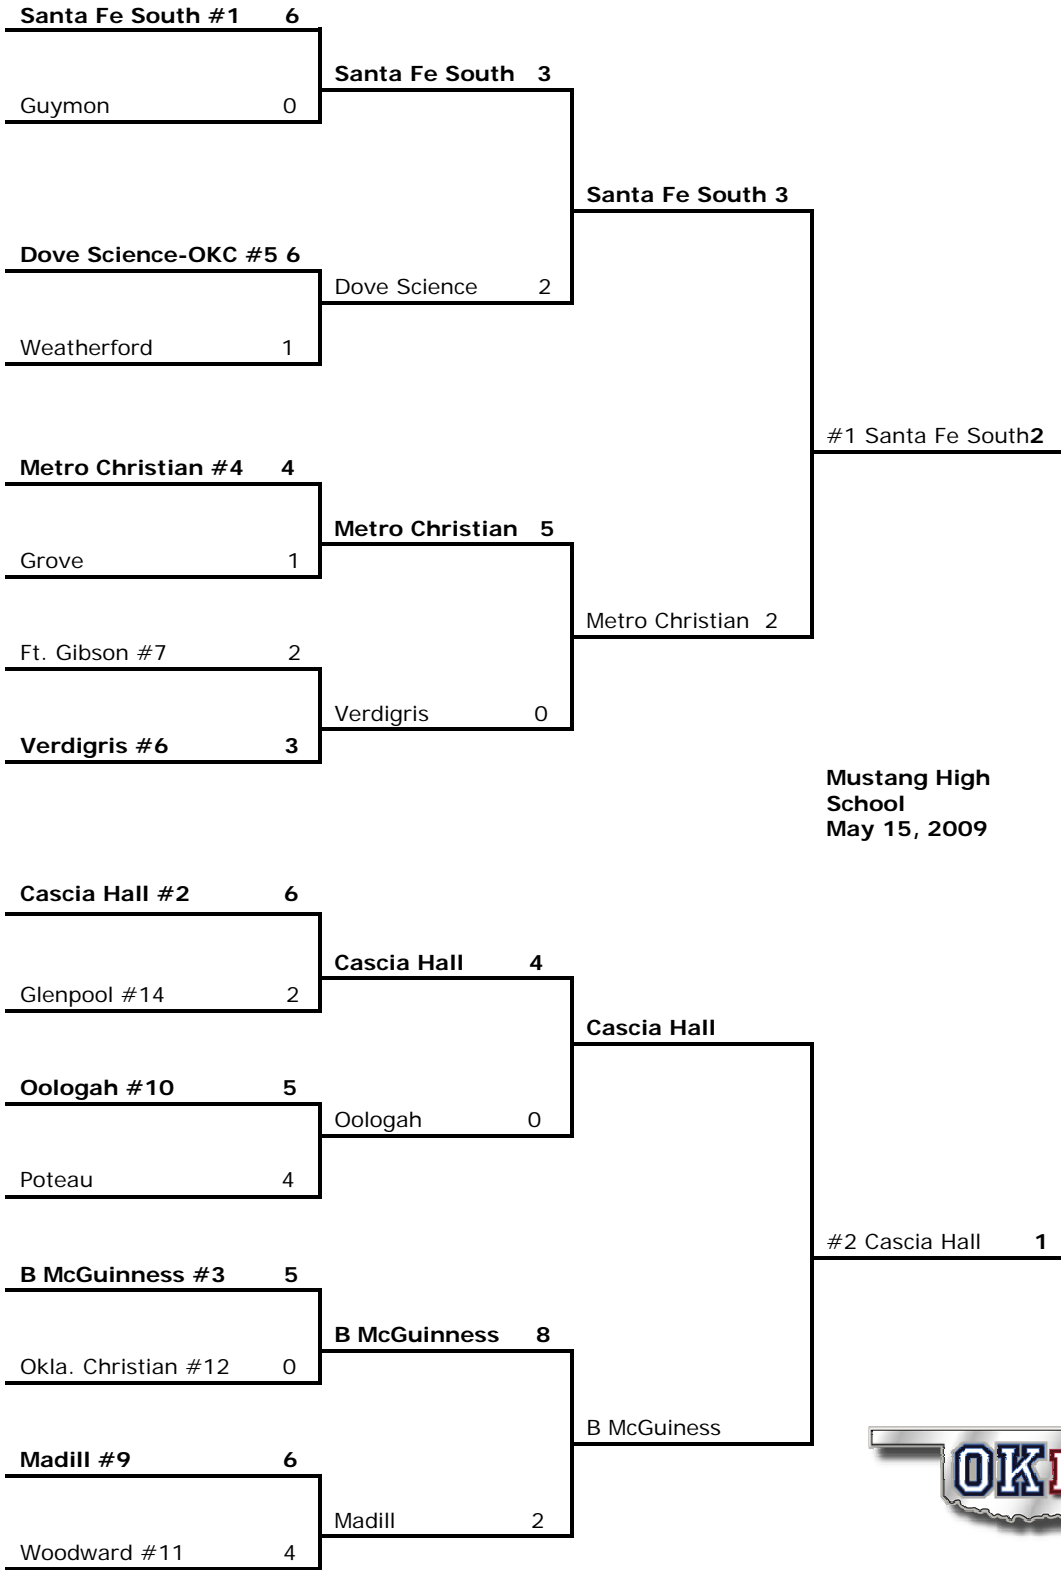 Santa Fe South #1 6
Santa Fe South 3
Guymon 0
Santa Fe South 3
Dove Science-OKC #5 6
Dove Science 2
Weatherford 1
#1 Santa Fe South2
Metro Christian #4 4
Metro Christian 5
Grove 1
Metro Christian 2
Ft. Gibson #7 2
Verdigris 0
Verdigris #6 3
Mustang High
School
May 15, 2009
Cascia Hall #2 6
Cascia Hall 4
Glenpool #14 2
Cascia Hall
Oologah #10 5
Oologah 0
Poteau 4
#2 Cascia Hall 1
B McGuinness #3 5
B McGuinness 8
Okla. Christian #12 0
B McGuiness
Madill #9 6
OK
Madill 2
Woodward #11 4